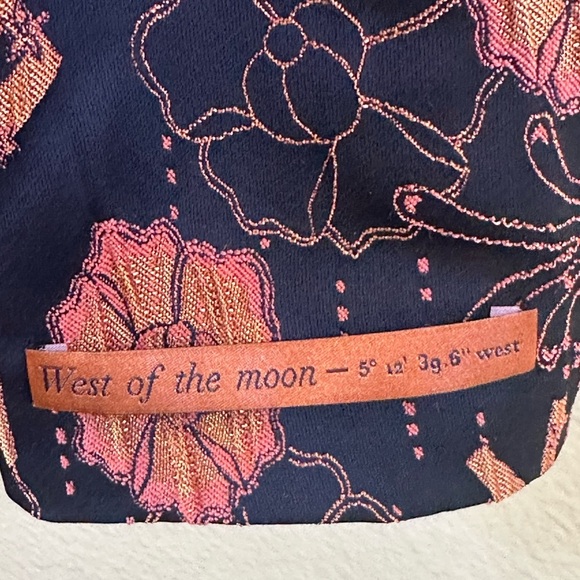 West of the moon — 5° 12' 39.6" west